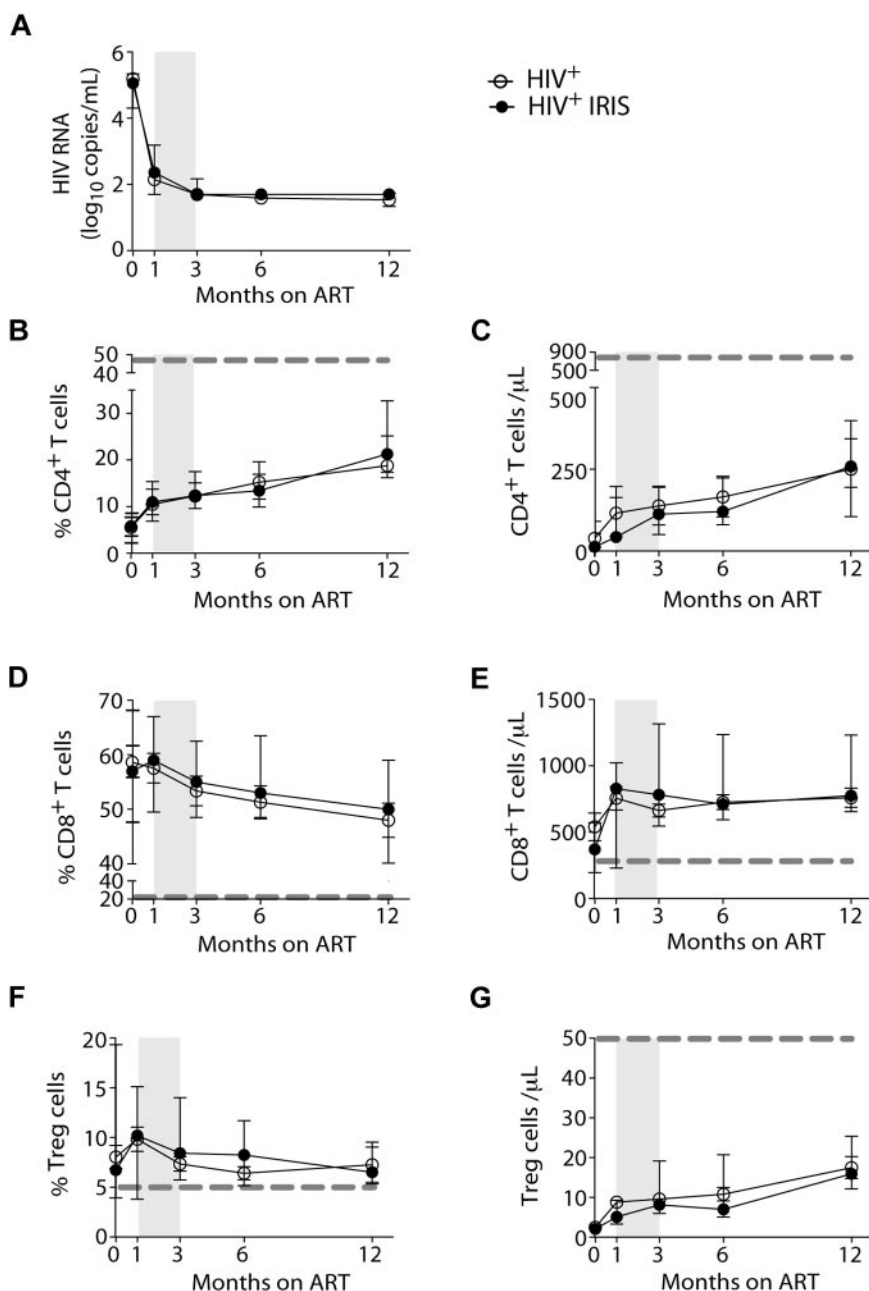 A
HIV RNA
(log10 copies/mL)
6
4
2
0
0 1 3 6 12
Months on ART
HIV+
HIV+ IRIS
B
% CD4+ T cells
50
40
30
20
10
0
0 1 3 6 12
Months on ART
C
CD4+ T cells /μL
900
500
500
250
0
0 1 3 6 12
Months on ART
D
% CD8+ T cells
70
60
50
40
40
20
0 1 3 6 12
Months on ART
E
CD8+ T cells /μL
1500
1000
500
0
0 1 3 6 12
Months on ART
F
% Treg cells
20
15
10
5
0
0 1 3 6 12
Months on ART
G
Treg cells /μL
50
40
30
20
10
0
0 1 3 6 12
Months on ART